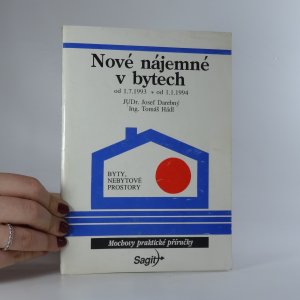 Nové nájemné
v bytech
od 1.7.1993 • od 1.1.1994
JUDr. Josef Darebný
Ing. Tomáš Hádl
BYTY,
NEBYTOVÉ
PROSTORY
Mochovy praktické příručky
Sagit